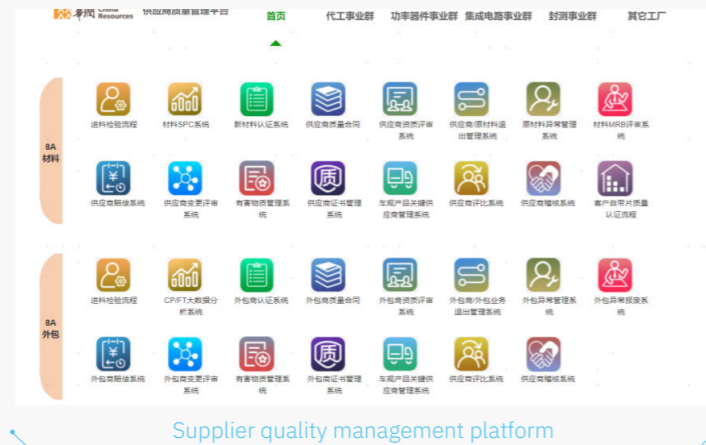 華润 China Resources 供应商质量管理平台
首页 代工事业群 功率器件事业群 集成电路事业群 封测事业群 其它工厂
8A
材料
进料检验流程 材料SPC系统 新材料认证系统 供应商质量合同 供应商资质评审系统 供应商/原材料退出管理系统 原材料异常管理系统 材料MRB评审系统
供应商赔偿系统 供应商变更评审系统 有害物质管理系统 供应商证书管理系统 车规产品关键供应商管理系统 供应商评比系统 供应商稽核系统 客户自带片质量认证流程
8A
外包
进料检验流程 CP/FT大数据分析系统 外包商认证系统 外包商质量合同 外包商资质评审系统 外包商/外包业务退出管理系统 外包异常管理系统 外包异常报废系统
外包商赔偿系统 外包商变更评审系统 有害物质管理系统 外包商证书管理系统 车规产品关键供应商管理系统 供应商评比系统 供应商稽核系统
Supplier quality management platform